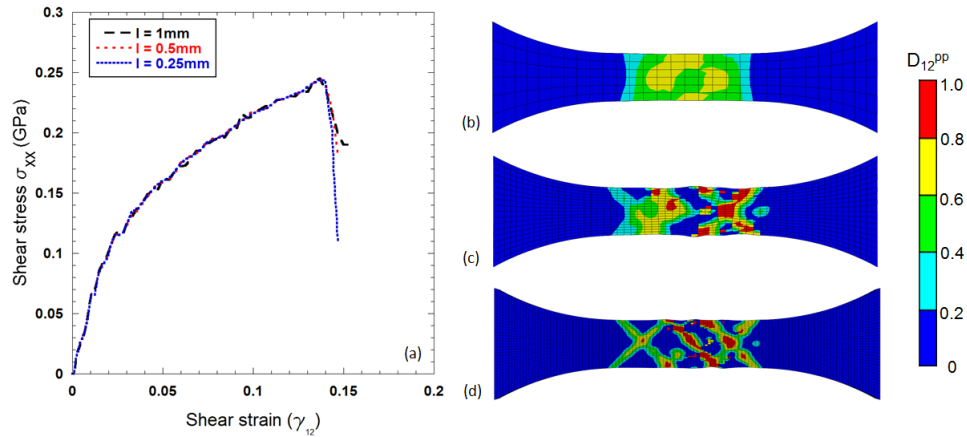 l = 1mm
l = 0.5mm
l = 0.25mm
0.3
0.25
0.2
0.15
0.1
0.05
0
Shear stress σXX (GPa)
(a)
0 0.05 0.1 0.15 0.2
Shear strain (γ12)
(b)
(c)
(d)
D12pp
1.0
0.8
0.6
0.4
0.2
0